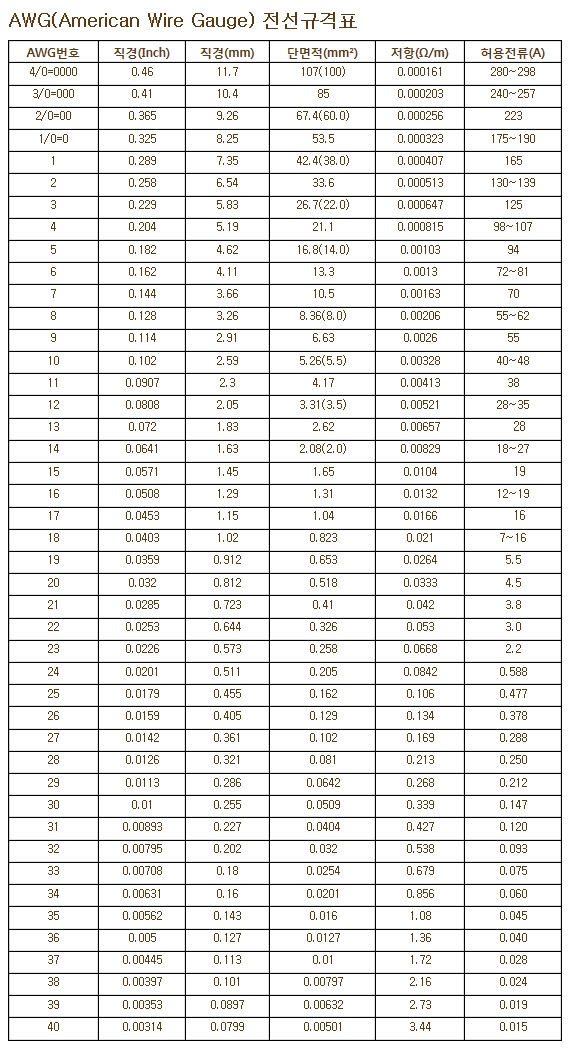 AWG(American Wire Gauge) 전선규격표
AWG번호 직경(Inch) 직경(mm) 단면적(mm²) 저항(Ω/m) 허용전류(A)
4/0=0000 0.46 11.7 107(100) 0.000161 280~298
3/0=000 0.41 10.4 85 0.000203 240~257
2/0=00 0.365 9.26 67.4(60.0) 0.000256 223
1/0=0 0.325 8.25 53.5 0.000323 175~190
1 0.289 7.35 42.4(38.0) 0.000407 165
2 0.258 6.54 33.6 0.000513 130~139
3 0.229 5.83 26.7(22.0) 0.000647 125
4 0.204 5.19 21.1 0.000815 98~107
5 0.182 4.62 16.8(14.0) 0.00103 94
6 0.162 4.11 13.3 0.0013 72~81
7 0.144 3.66 10.5 0.00163 70
8 0.128 3.26 8.36(8.0) 0.00206 55~62
9 0.114 2.91 6.63 0.0026 55
10 0.102 2.59 5.26(5.5) 0.00328 40~48
11 0.0907 2.3 4.17 0.00413 38
12 0.0808 2.05 3.31(3.5) 0.00521 28~35
13 0.072 1.83 2.62 0.00657 28
14 0.0641 1.63 2.08(2.0) 0.00829 18~27
15 0.0571 1.45 1.65 0.0104 19
16 0.0508 1.29 1.31 0.0132 12~19
17 0.0453 1.15 1.04 0.0166 16
18 0.0403 1.02 0.823 0.021 7~16
19 0.0359 0.912 0.653 0.0264 5.5
20 0.032 0.812 0.518 0.0333 4.5
21 0.0285 0.723 0.41 0.042 3.8
22 0.0253 0.644 0.326 0.053 3.0
23 0.0226 0.573 0.258 0.0668 2.2
24 0.0201 0.511 0.205 0.0842 0.588
25 0.0179 0.455 0.162 0.106 0.477
26 0.0159 0.405 0.129 0.134 0.378
27 0.0142 0.361 0.102 0.169 0.288
28 0.0126 0.321 0.081 0.213 0.250
29 0.0113 0.286 0.0642 0.268 0.212
30 0.01 0.255 0.0509 0.339 0.147
31 0.00893 0.227 0.0404 0.427 0.120
32 0.00795 0.202 0.032 0.538 0.093
33 0.00708 0.18 0.0254 0.679 0.075
34 0.00631 0.16 0.0201 0.856 0.060
35 0.00562 0.143 0.016 1.08 0.045
36 0.005 0.127 0.0127 1.36 0.040
37 0.00445 0.113 0.01 1.72 0.028
38 0.00397 0.101 0.00797 2.16 0.024
39 0.00353 0.0897 0.00632 2.73 0.019
40 0.00314 0.0799 0.00501 3.44 0.015